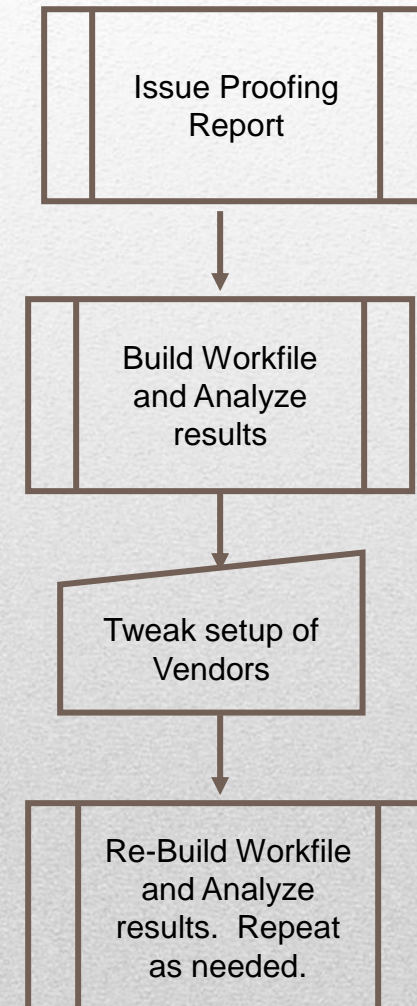 Issue Proofing
Report
Build Workfile
and Analyze
results
Tweak setup of
Vendors
Re-Build Workfile
and Analyze
results.  Repeat
as needed.